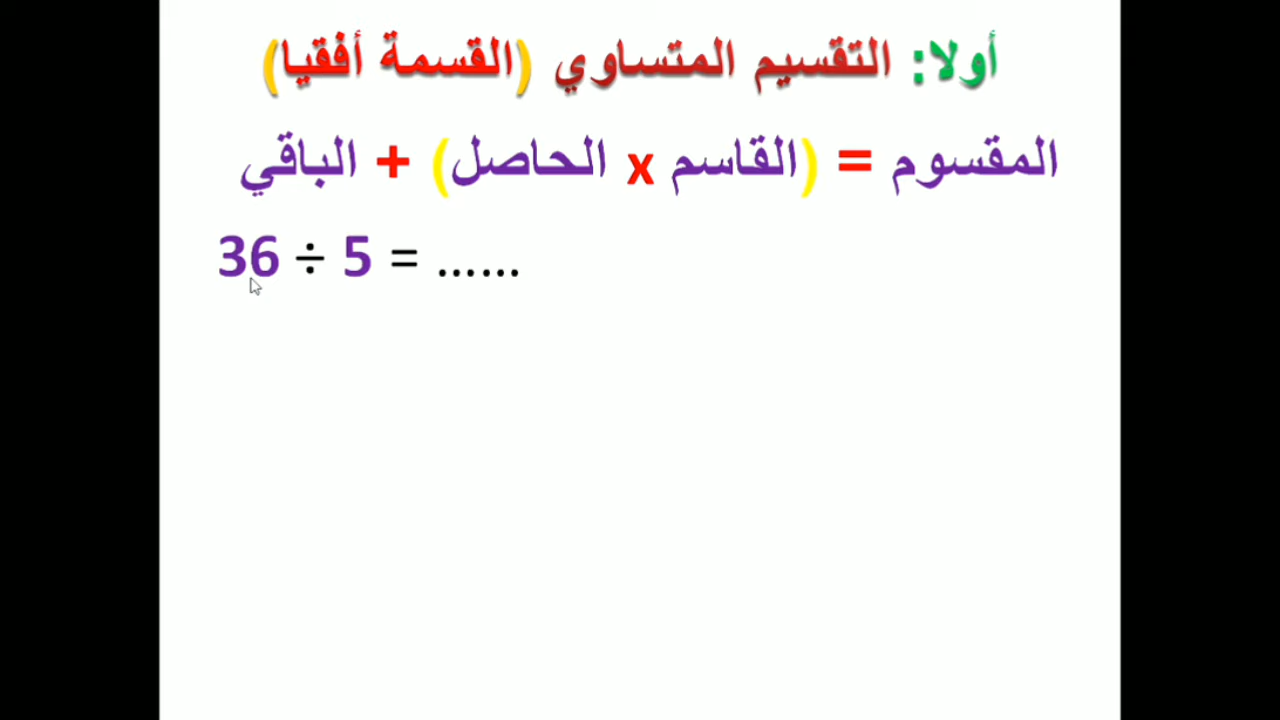 أولا: التقسيم المتساوي (القسمة أفقيا)
المقسوم = (القاسم x الحاصل) + الباقي
36 ÷ 5 = ......